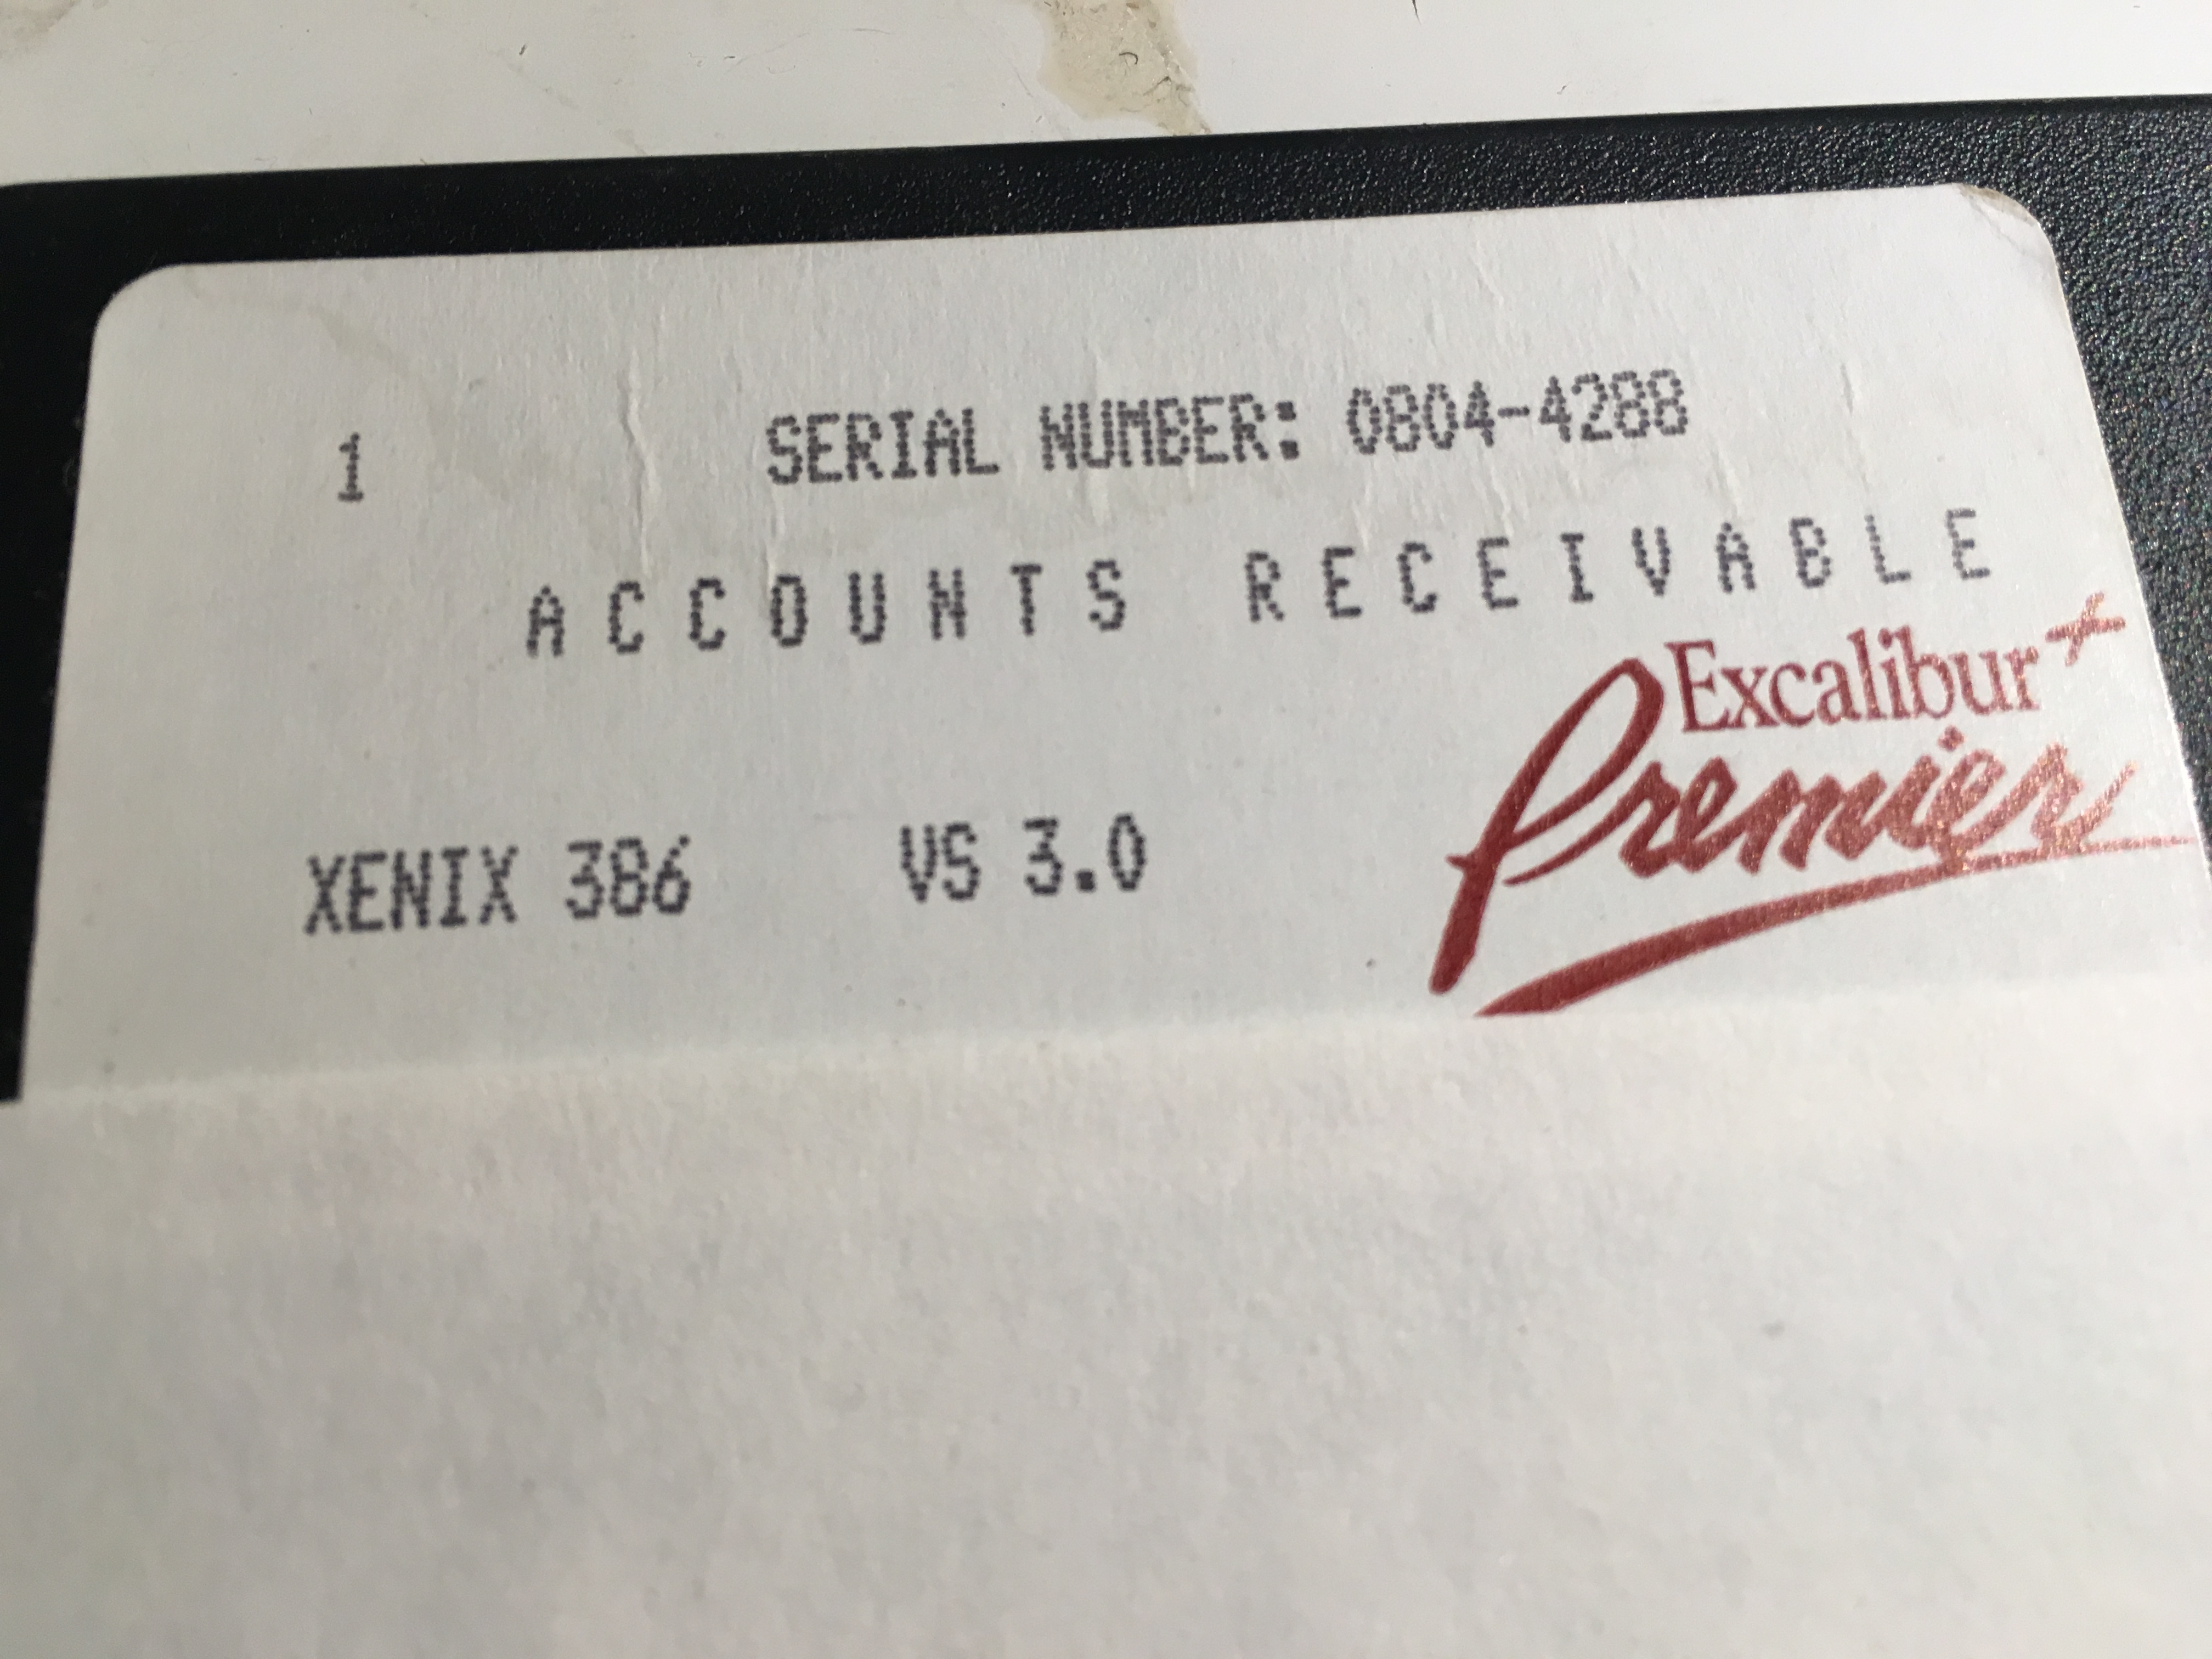 1 SERIAL NUMBER: 0804-4288
ACCOUNTS RECEIVABLE
Excalibur+
Premier
XENIX 386 VS 3.0